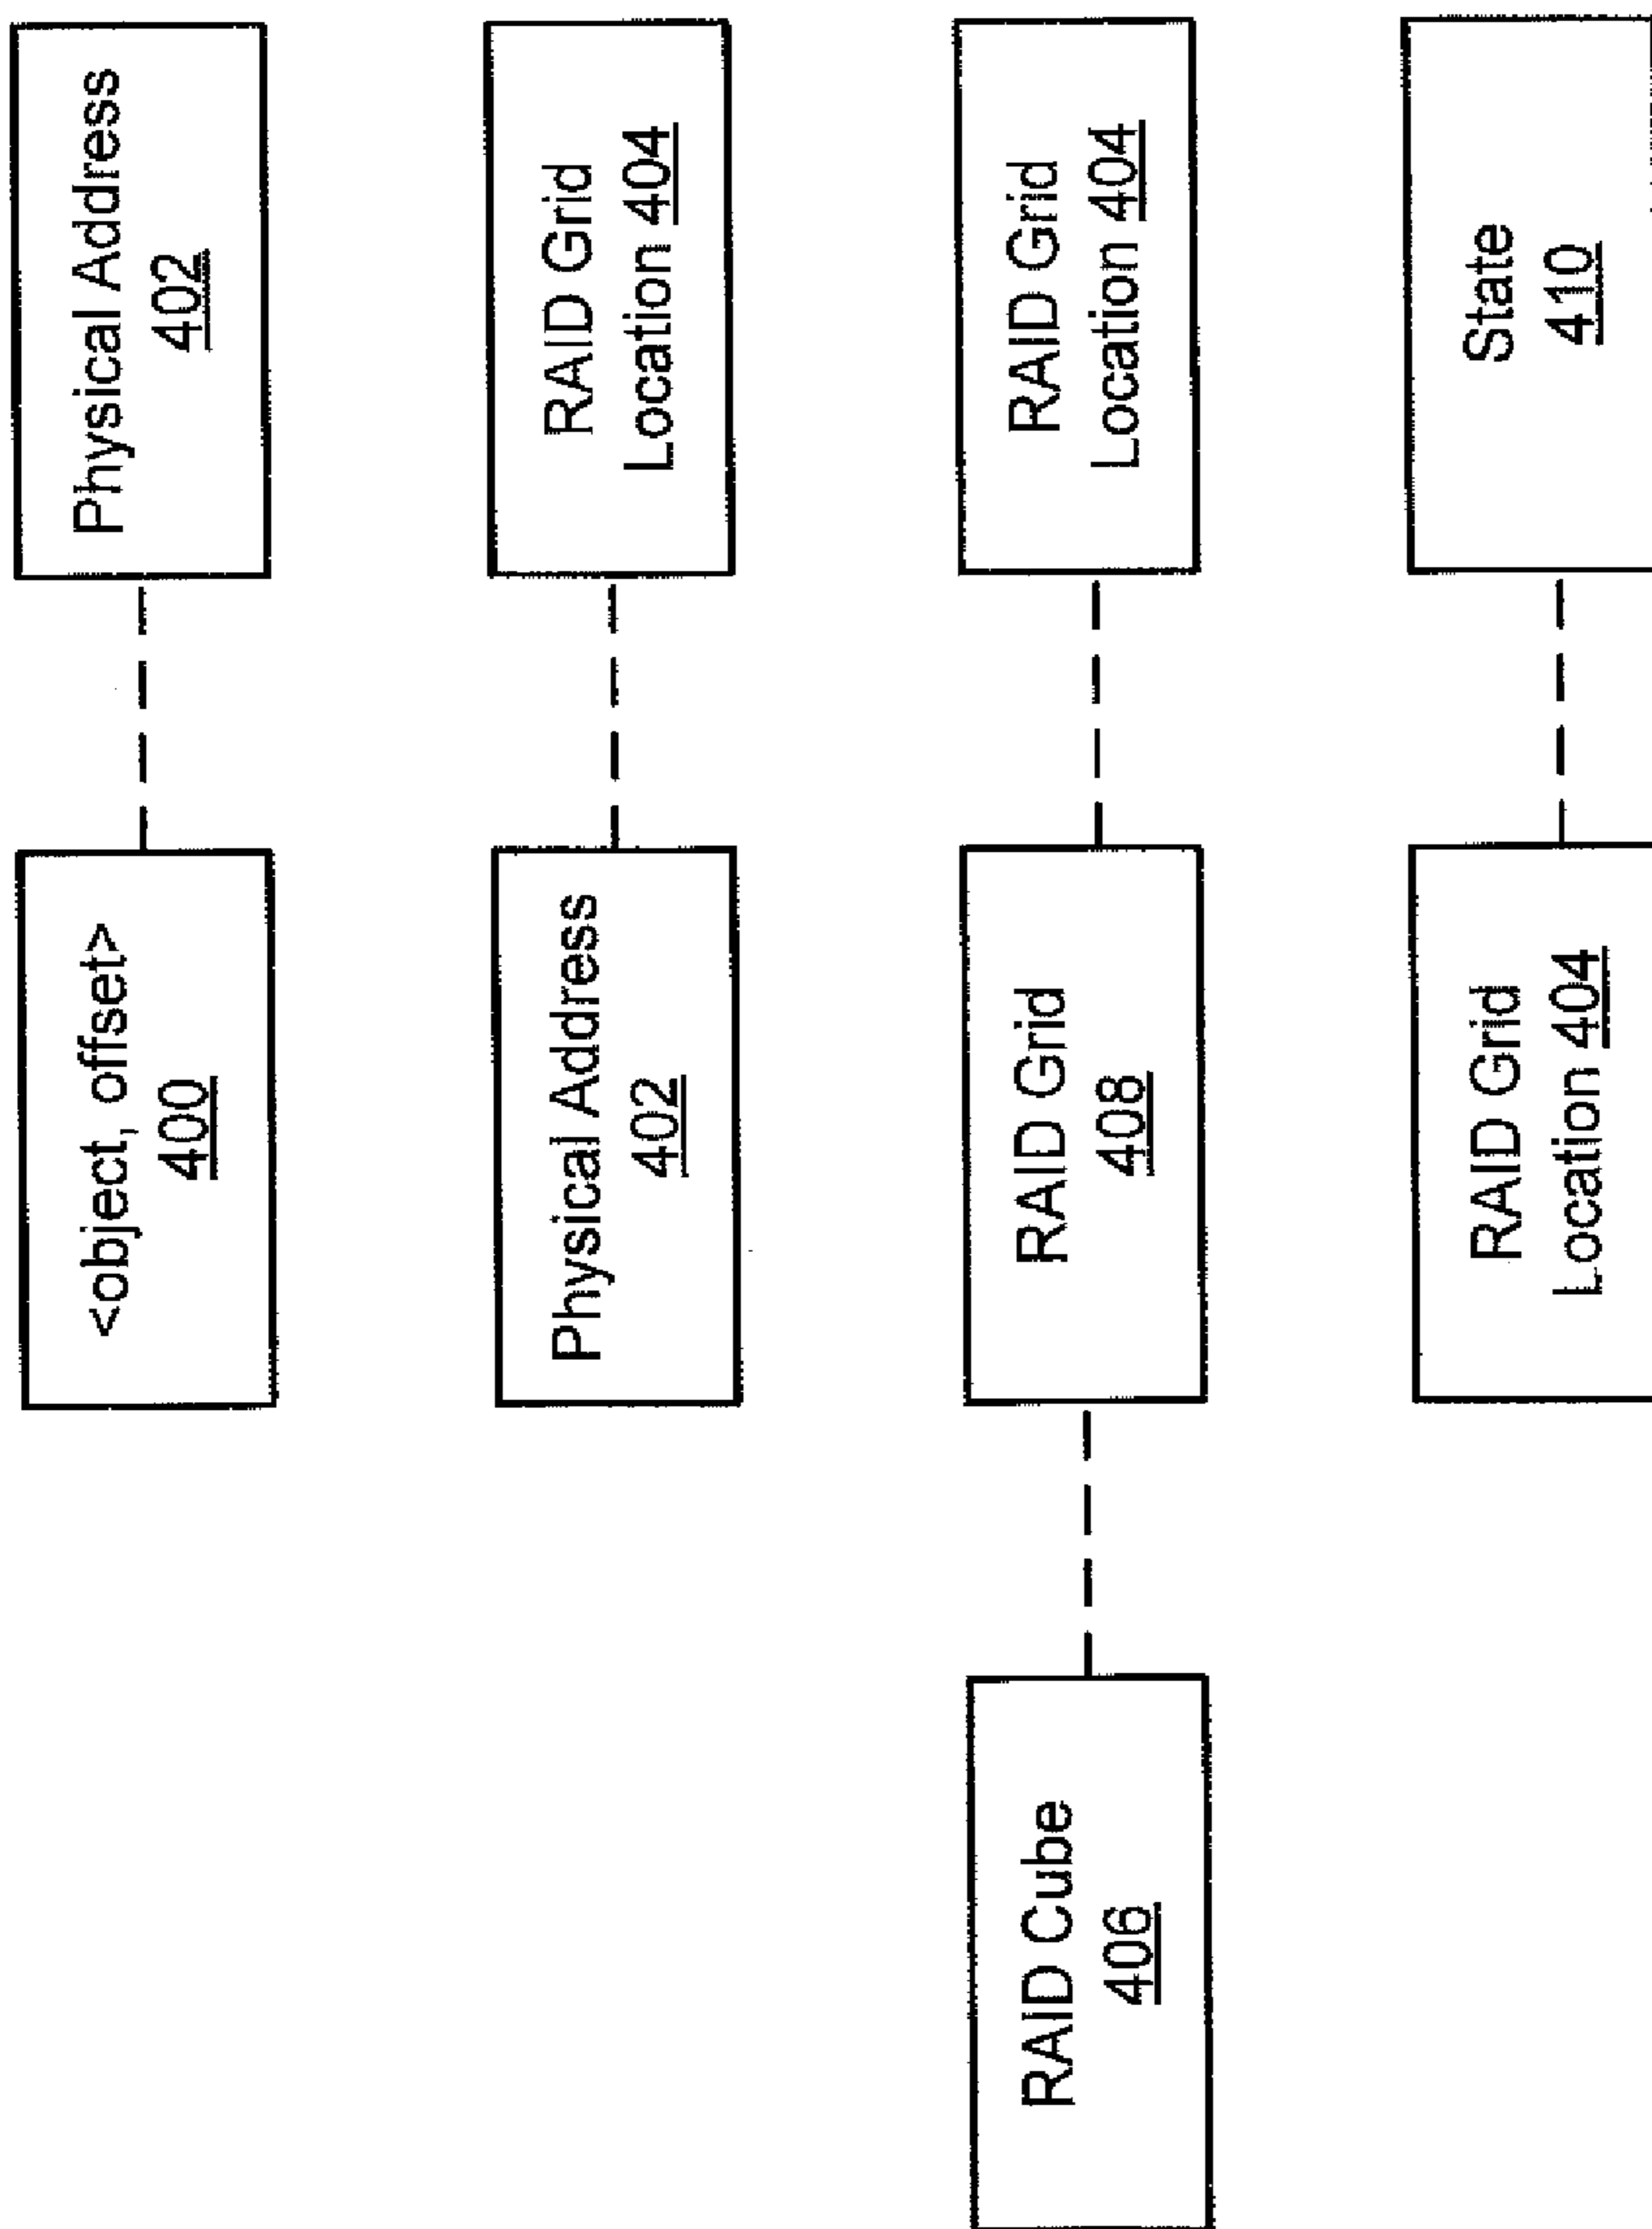 <object, offset>
400
Physical Address
402
Physical Address
402
RAID Grid
Location 404
RAID Cube
406
RAID Grid
408
RAID Grid
Location 404
RAID Grid
Location 404
State
410